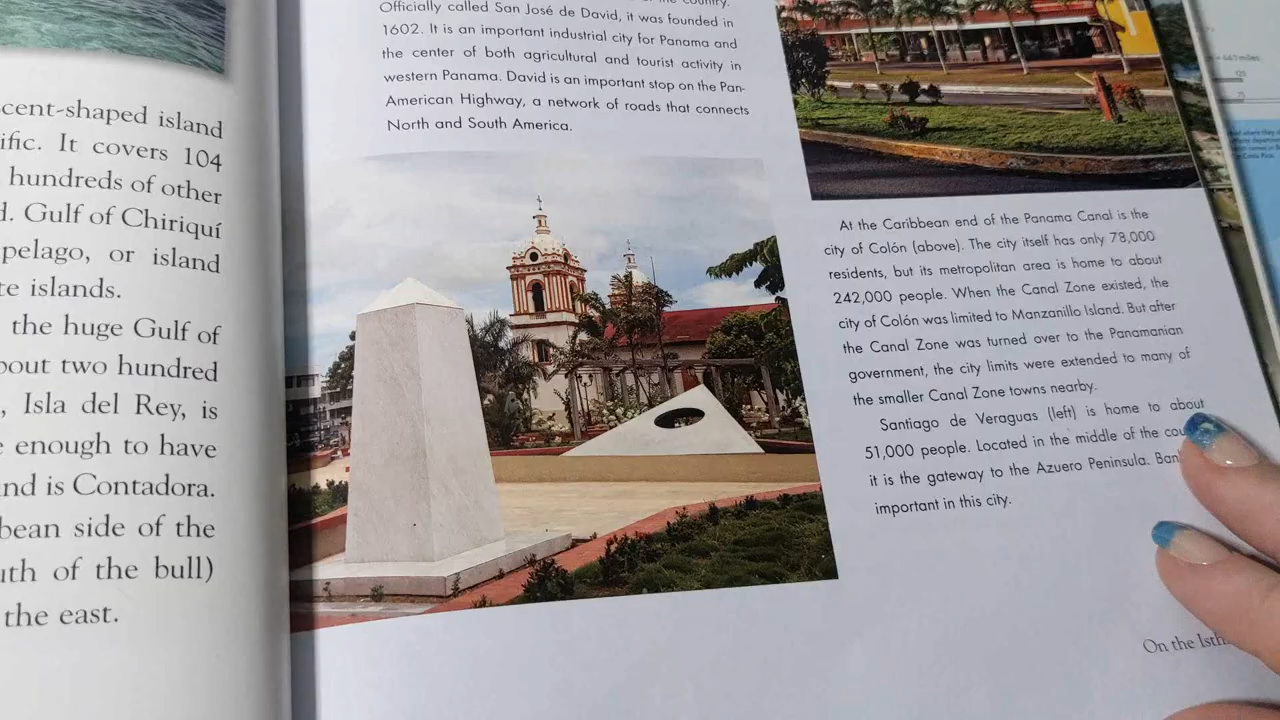 scent-shaped island
ific. It covers 104
hundreds of other
d. Gulf of Chiriquí
pelago, or island
te islands.
the huge Gulf of
bout two hundred
, Isla del Rey, is
e enough to have
nd is Contadora.
bean side of the
uth of the bull)
the east.
of the country.
Officially called San José de David, it was founded in
1602. It is an important industrial city for Panama and
the center of both agricultural and tourist activity in
western Panama. David is an important stop on the Pan-
American Highway, a network of roads that connects
North and South America.
At the Caribbean end of the Panama Canal is the
city of Colón (above). The city itself has only 78,000
residents, but its metropolitan area is home to about
242,000 people. When the Canal Zone existed, the
city of Colón was limited to Manzanillo Island. But after
the Canal Zone was turned over to the Panamanian
government, the city limits were extended to many of
the smaller Canal Zone towns nearby.
Santiago de Veraguas (left) is home to about
51,000 people. Located in the middle of the cou
it is the gateway to the Azuero Peninsula. Ban
important in this city.
On the Isth